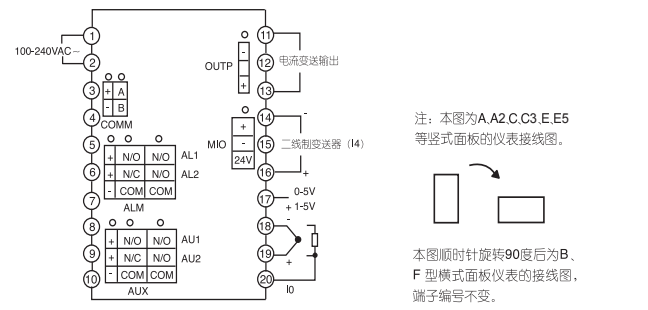 1
100-240VAC～
2
3
4
5
6
7
8
9
10
+ A
- B
COMM
+ N/O N/O AL1
+ N/C N/O AL2
- COM COM
ALM
+ N/O N/O AU1
+ N/C N/O AU2
- COM COM
AUX
OUTP
-
+
MIO
+
-
24V
11
12 电流变送输出
13
14 -
15 二线制变送器（I4）
16 +
17 0-5V
+ 1-5V
18 -
19 +
20 I0
注：本图为A、A2、C、C3、E、E5
等竖式面板的仪表接线图。
本图顺时针旋转90度后为B、
F 型横式面板仪表的接线图，
端子编号不变。